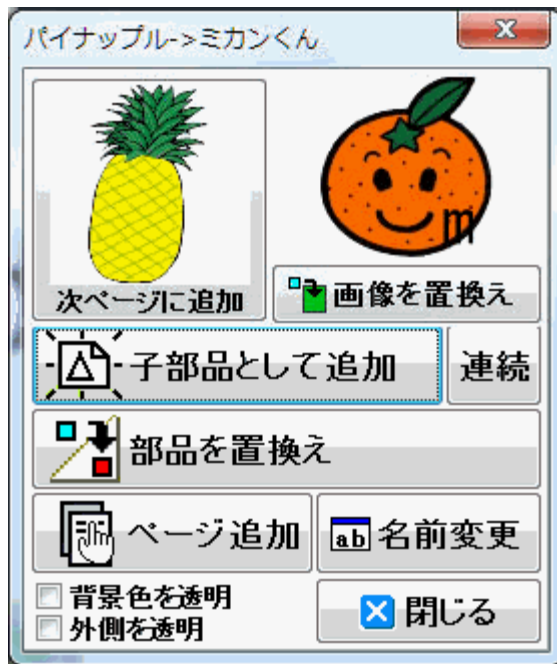 パイナップル->ミカンくん
m
次ページに追加
画像を置換え
子部品として追加
連続
部品を置換え
ページ追加
ab 名前変更
背景色を透明
外側を透明
閉じる